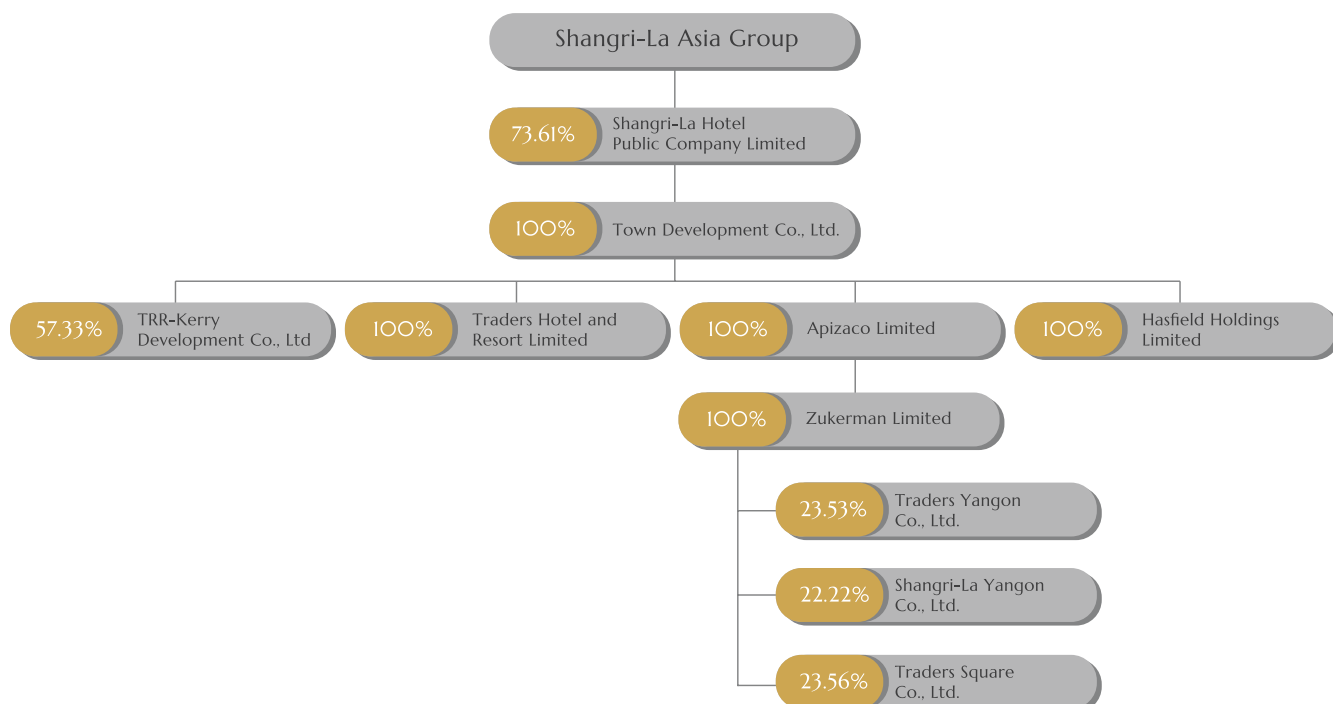 Shangri-La Asia Group
73.61%
Shangri-La Hotel
Public Company Limited
100%
Town Development Co., Ltd.
57.33%
TRR-Kerry
Development Co., Ltd
100%
Traders Hotel and
Resort Limited
100%
Apizaco Limited
100%
Hasfield Holdings
Limited
100%
Zukerman Limited
23.53%
Traders Yangon
Co., Ltd.
22.22%
Shangri-La Yangon
Co., Ltd.
23.56%
Traders Square
Co., Ltd.